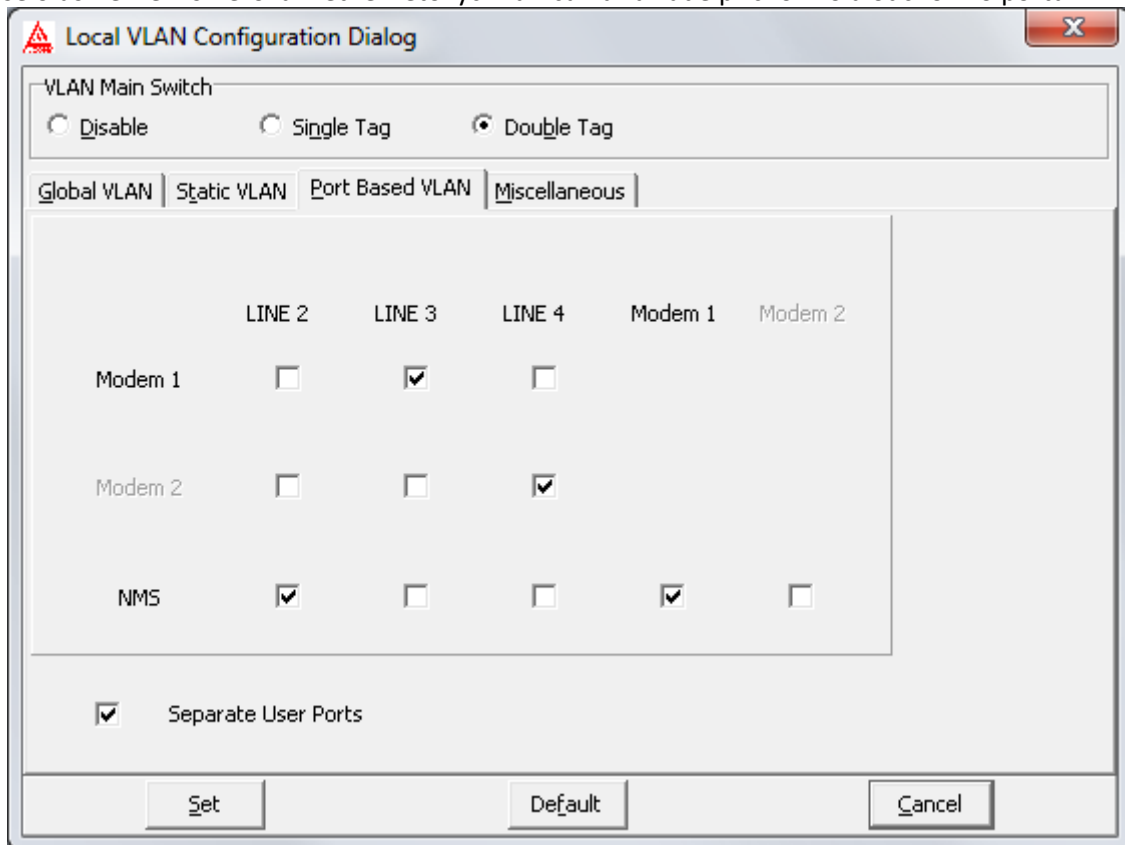 Local VLAN Configuration Dialog
x
VLAN Main Switch
Disable Single Tag Double Tag
Global VLAN Static VLAN Port Based VLAN Miscellaneous
LINE 2 LINE 3 LINE 4 Modem 1 Modem 2
Modem 1
Modem 2
NMS
Separate User Ports
Set Default Cancel